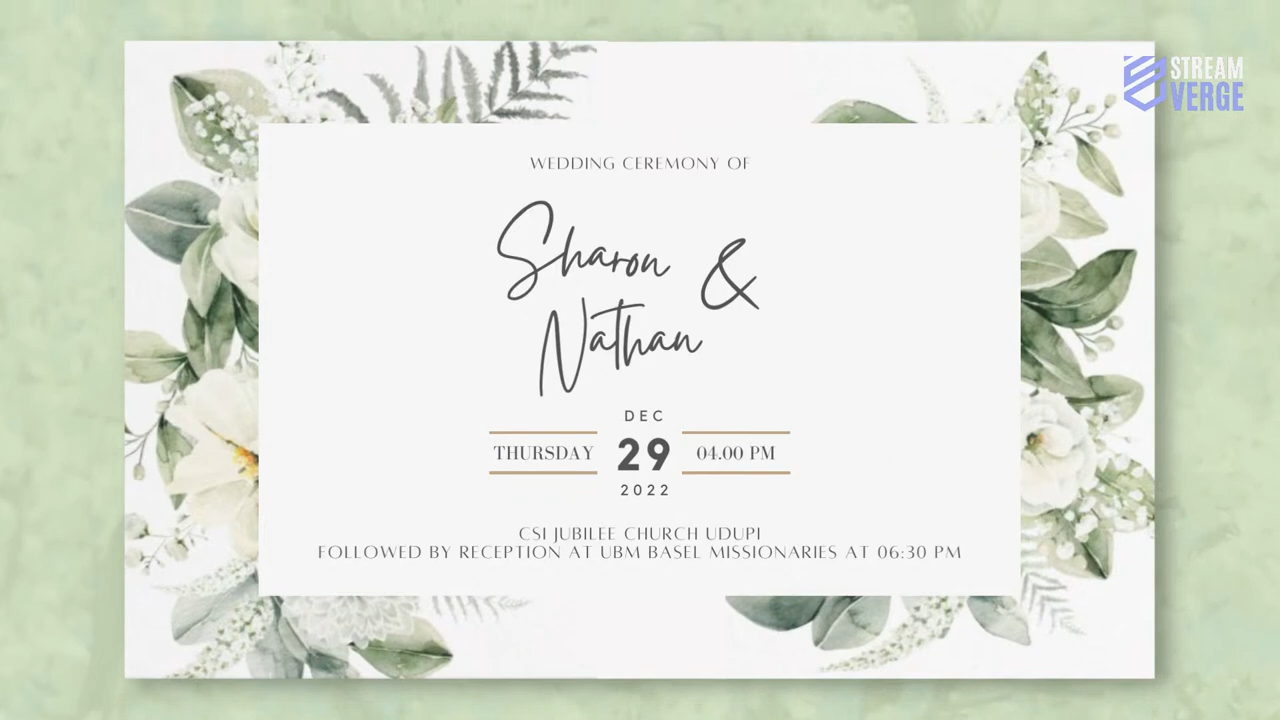 STREAM
VERGE
WEDDING CEREMONY OF
Sharon &
Nathan
DEC
THURSDAY 29 04.00 PM
2022
CSI JUBILEE CHURCH UDUPI
FOLLOWED BY RECEPTION AT UBM BASEL MISSIONARIES AT 06:30 PM